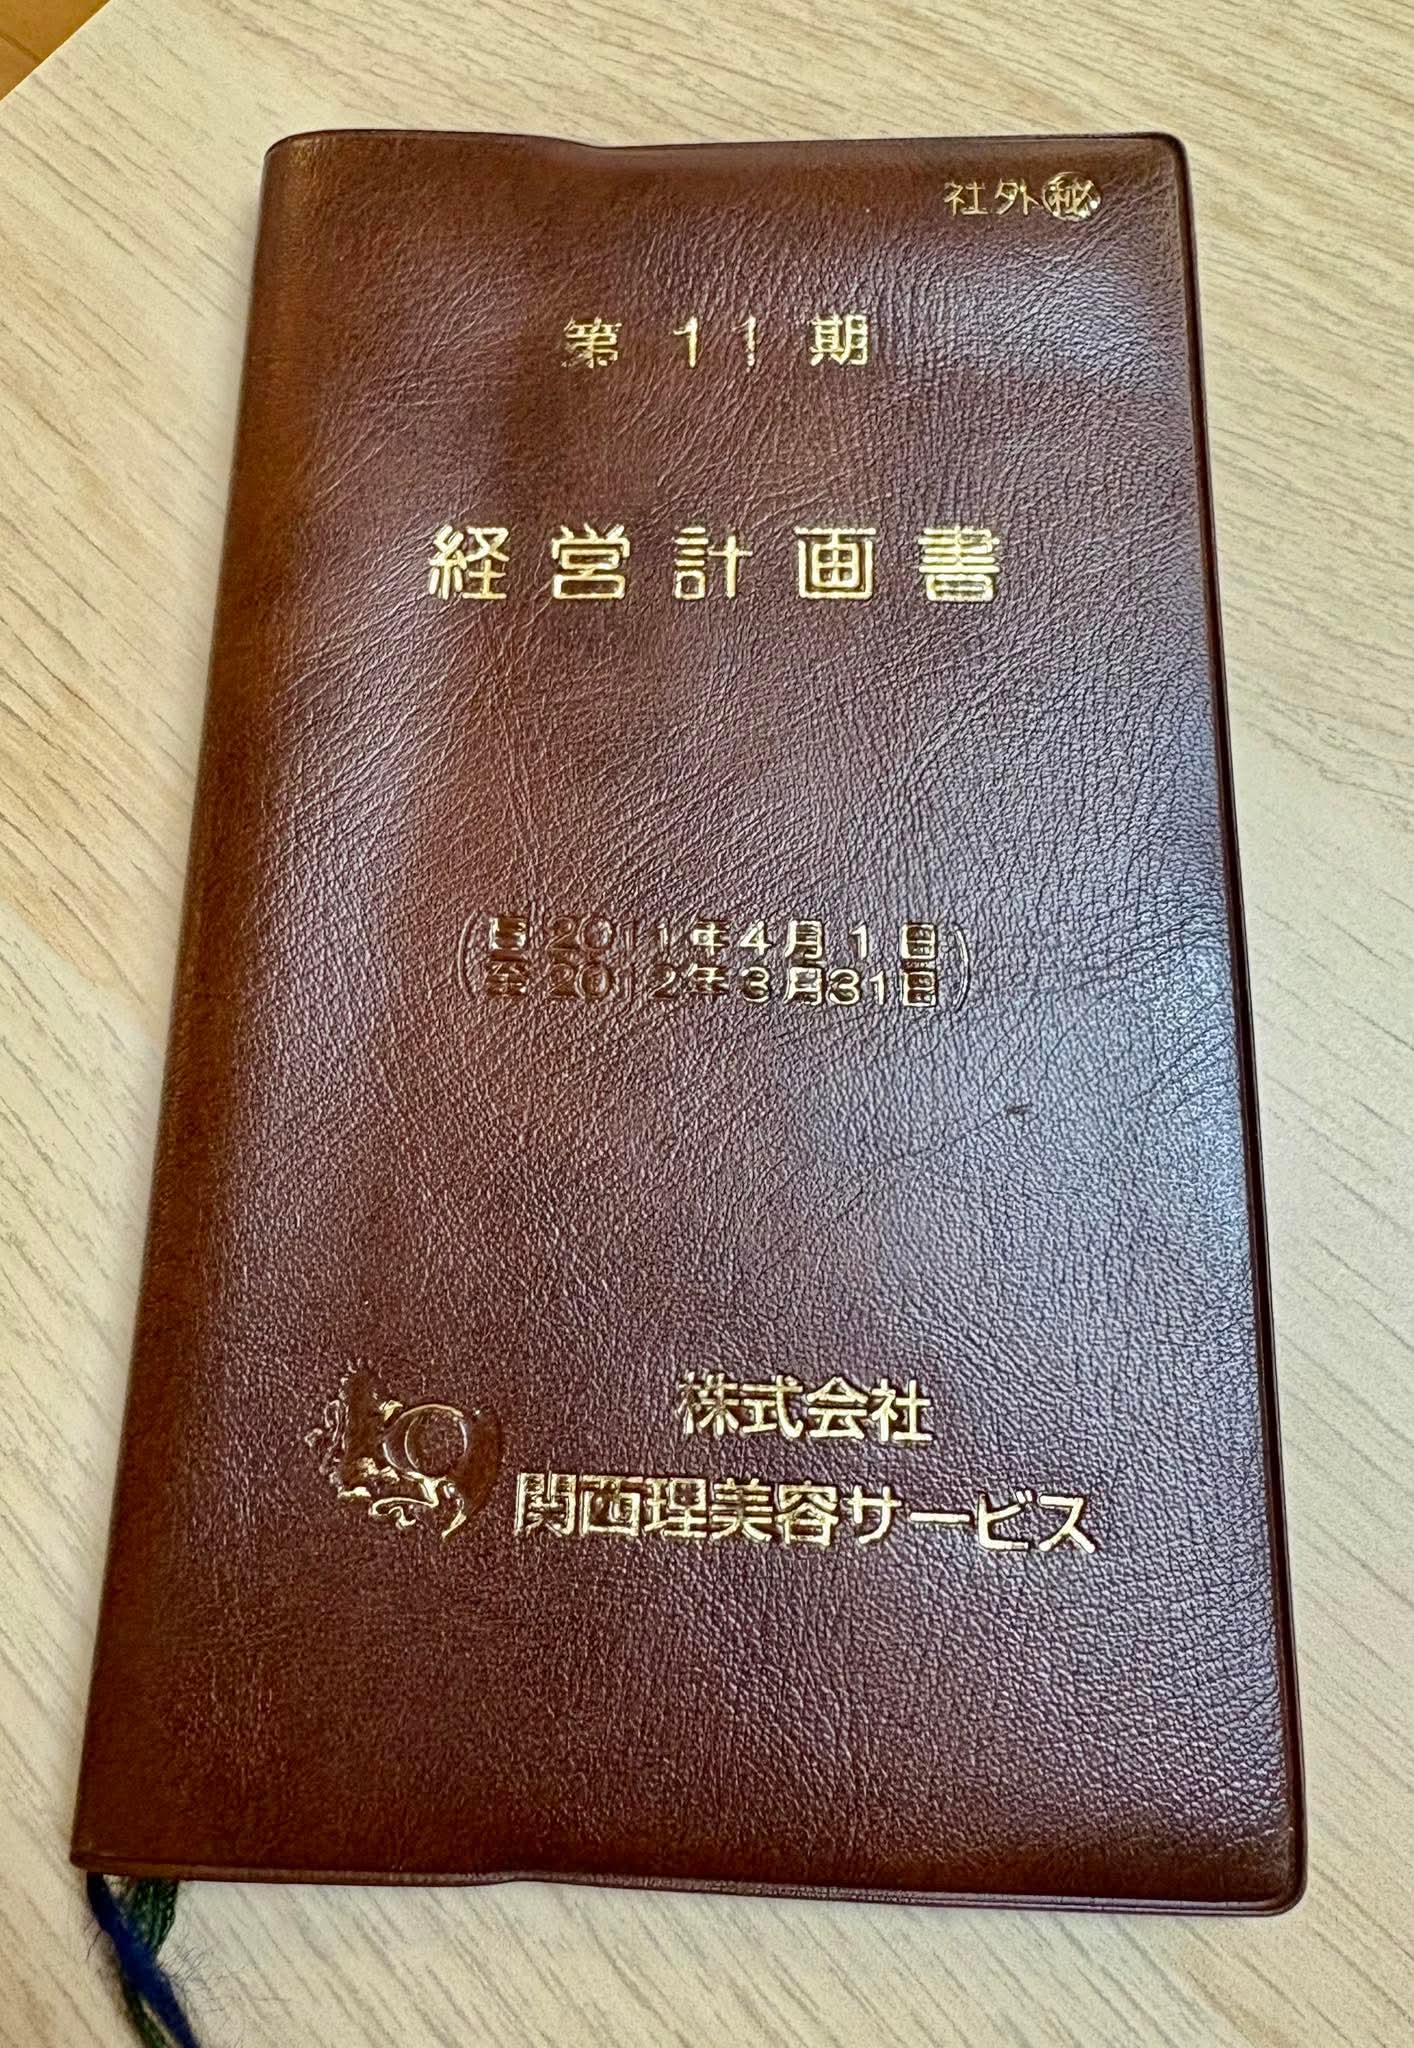 社外㊙
第11期
経営計画書
自2011年4月1日
至2012年3月31日
株式会社
関西理美容サービス